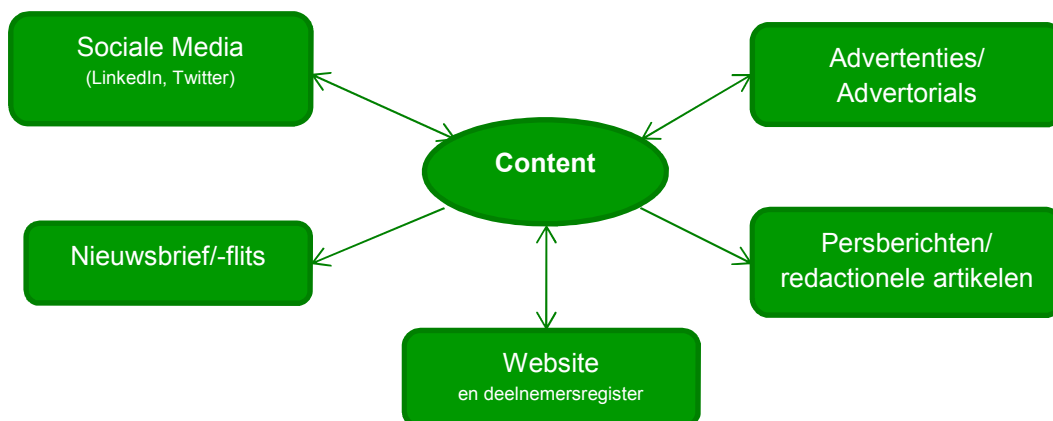 Sociale Media
(LinkedIn, Twitter)
Advertenties/
Advertorials
Content
Nieuwsbrief/-flits
Persberichten/
redactionele artikelen
Website
en deelnemersregister